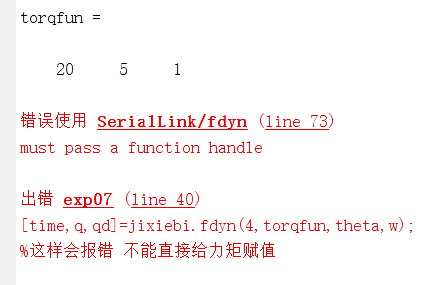 torqfun =
20 5 1
错误使用 SerialLink/fdyn (line 73)
must pass a function handle
出错 exp07 (line 40)
[time,q,qd]=jixiebi.fdyn(4,torqfun,theta,w);
%这样会报错 不能直接给力矩赋值